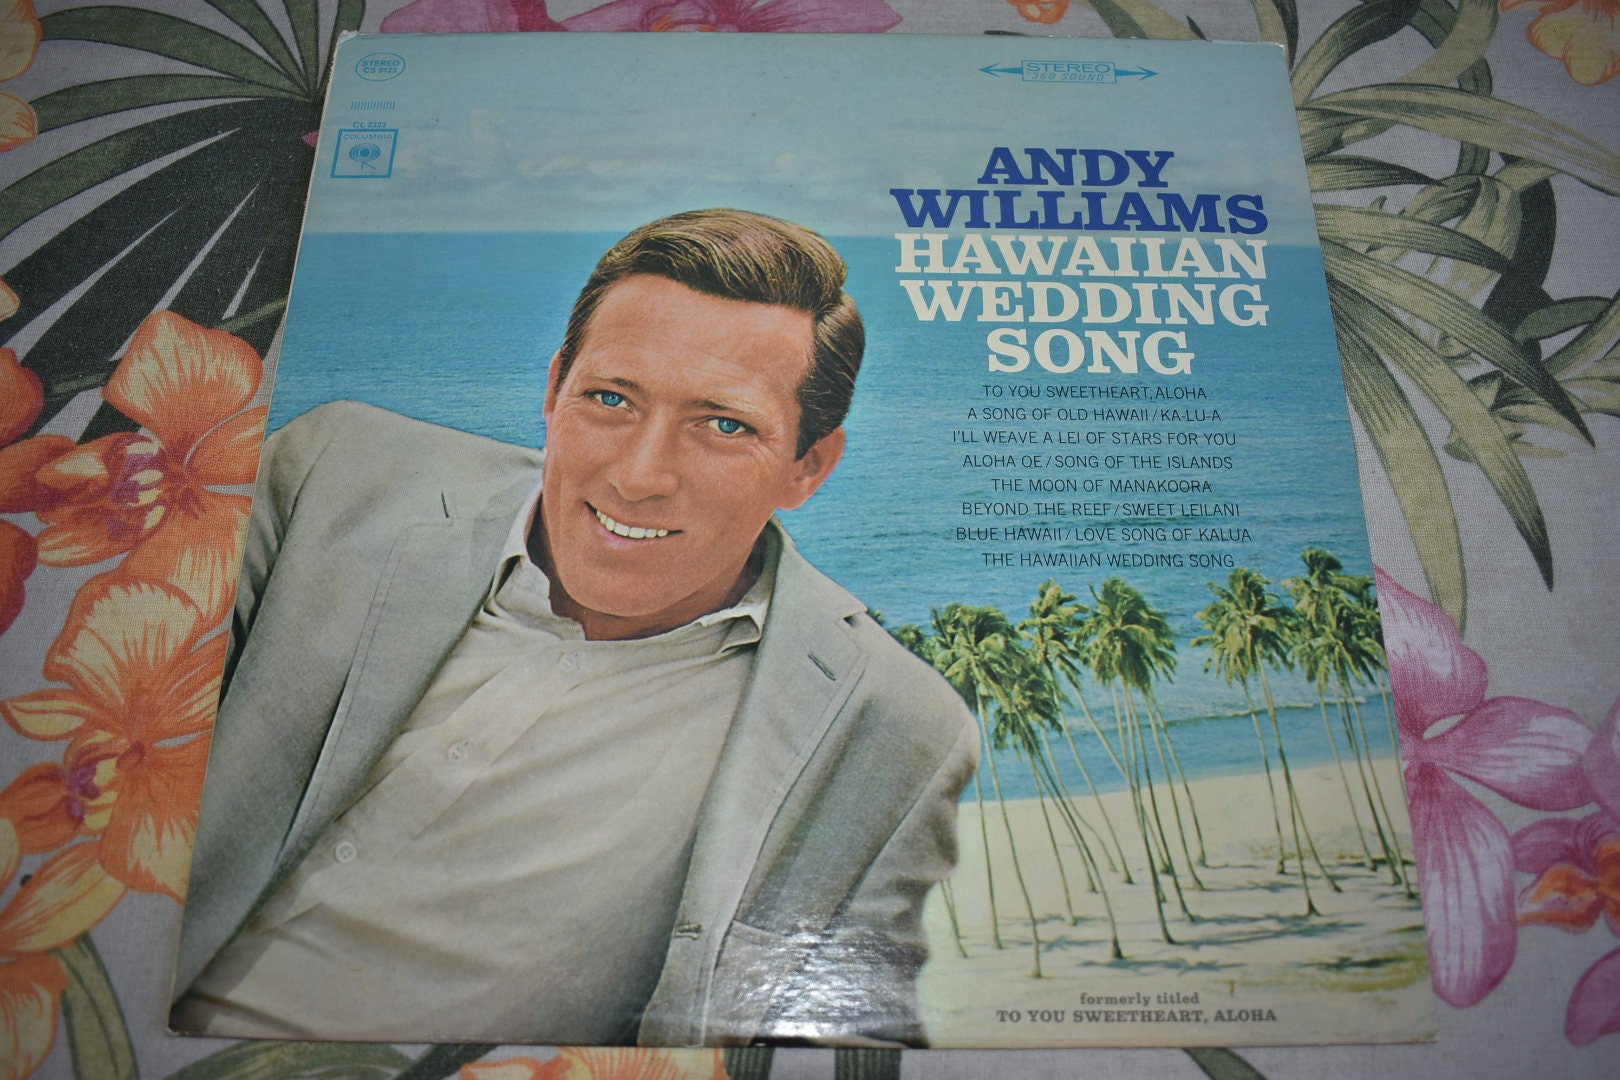 STEREO
CS 9123
CL 2323
COLUMBIA
STEREO
"360 SOUND"
ANDY
WILLIAMS
HAWAIIAN
WEDDING
SONG
TO YOU SWEETHEART, ALOHA
A SONG OF OLD HAWAII/KA-LU-A
I'LL WEAVE A LEI OF STARS FOR YOU
ALOHA OE/SONG OF THE ISLANDS
THE MOON OF MANAKOORA
BEYOND THE REEF/SWEET LEILANI
BLUE HAWAII/LOVE SONG OF KALUA
THE HAWAIIAN WEDDING SONG
formerly titled
TO YOU SWEETHEART, ALOHA